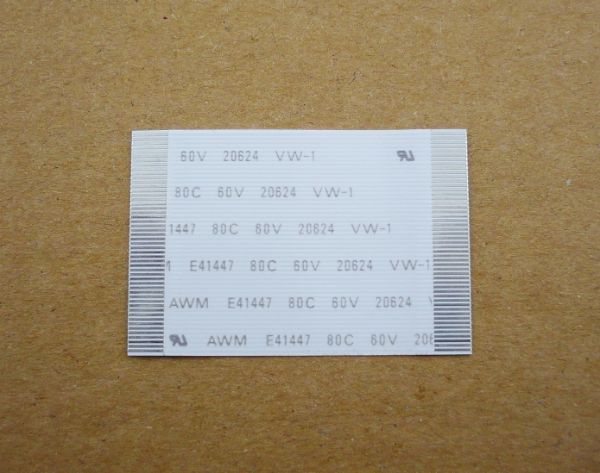 60V 20624 VW-1
80C 60V 20624 VW-1
1447 80C 60V 20624 VW-1
E41447 80C 60V 20624 VW-1
AWM E41447 80C 60V 20624
AWM E41447 80C 60V 206